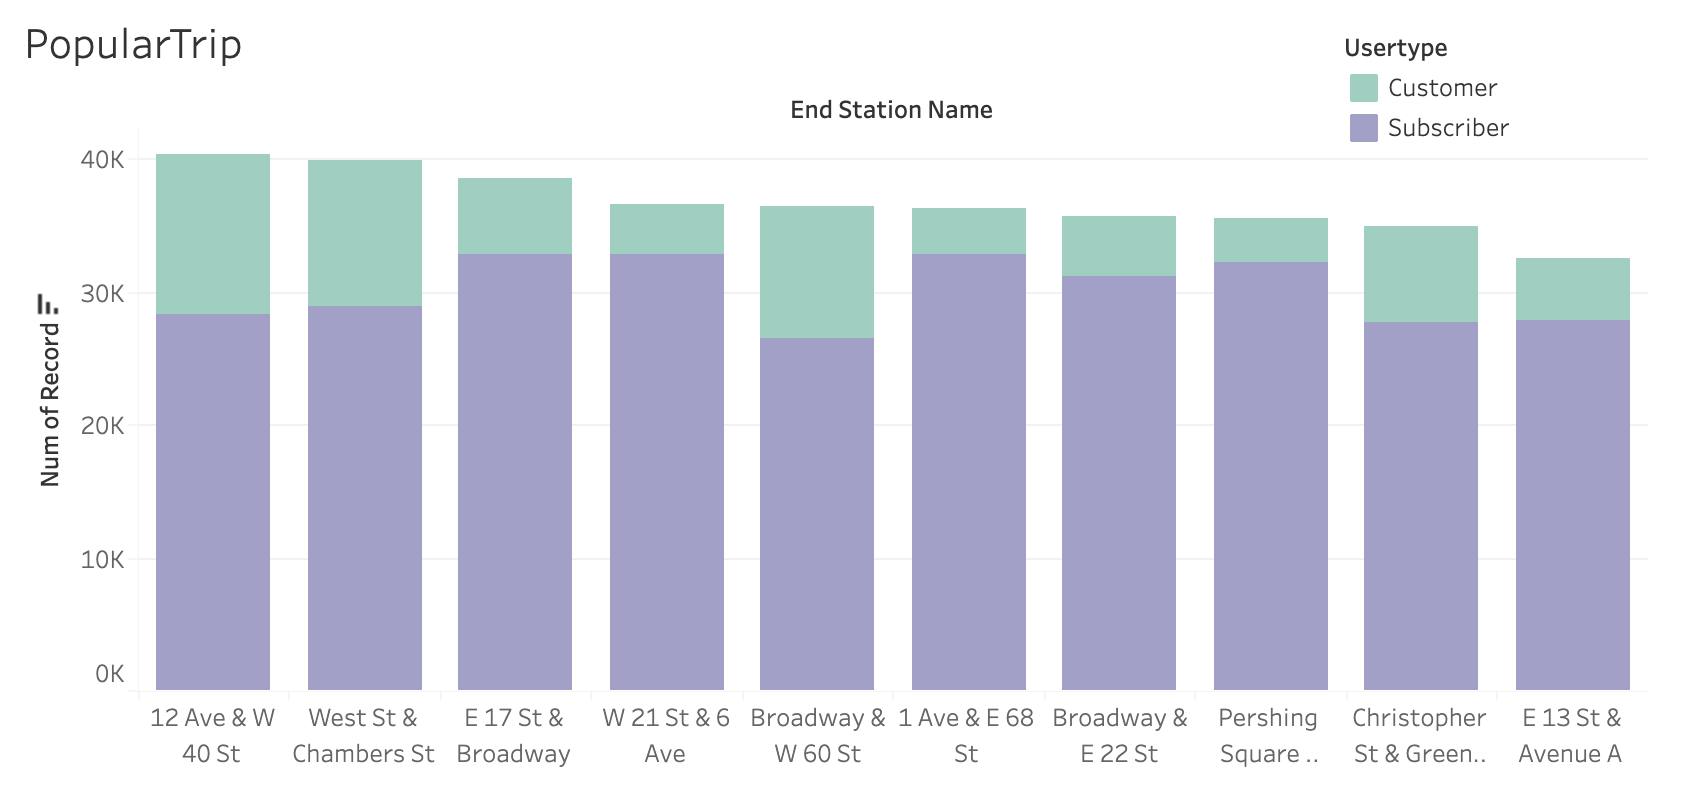 PopularTrip
Usertype
Customer
Subscriber
End Station Name
Num of Record
40K
30K
20K
10K
0K
12 Ave & W
40 St
West St &
Chambers St
E 17 St &
Broadway
W 21 St & 6
Ave
Broadway &
W 60 St
1 Ave & E 68
St
Broadway &
E 22 St
Pershing
Square ..
Christopher
St & Green..
E 13 St &
Avenue A